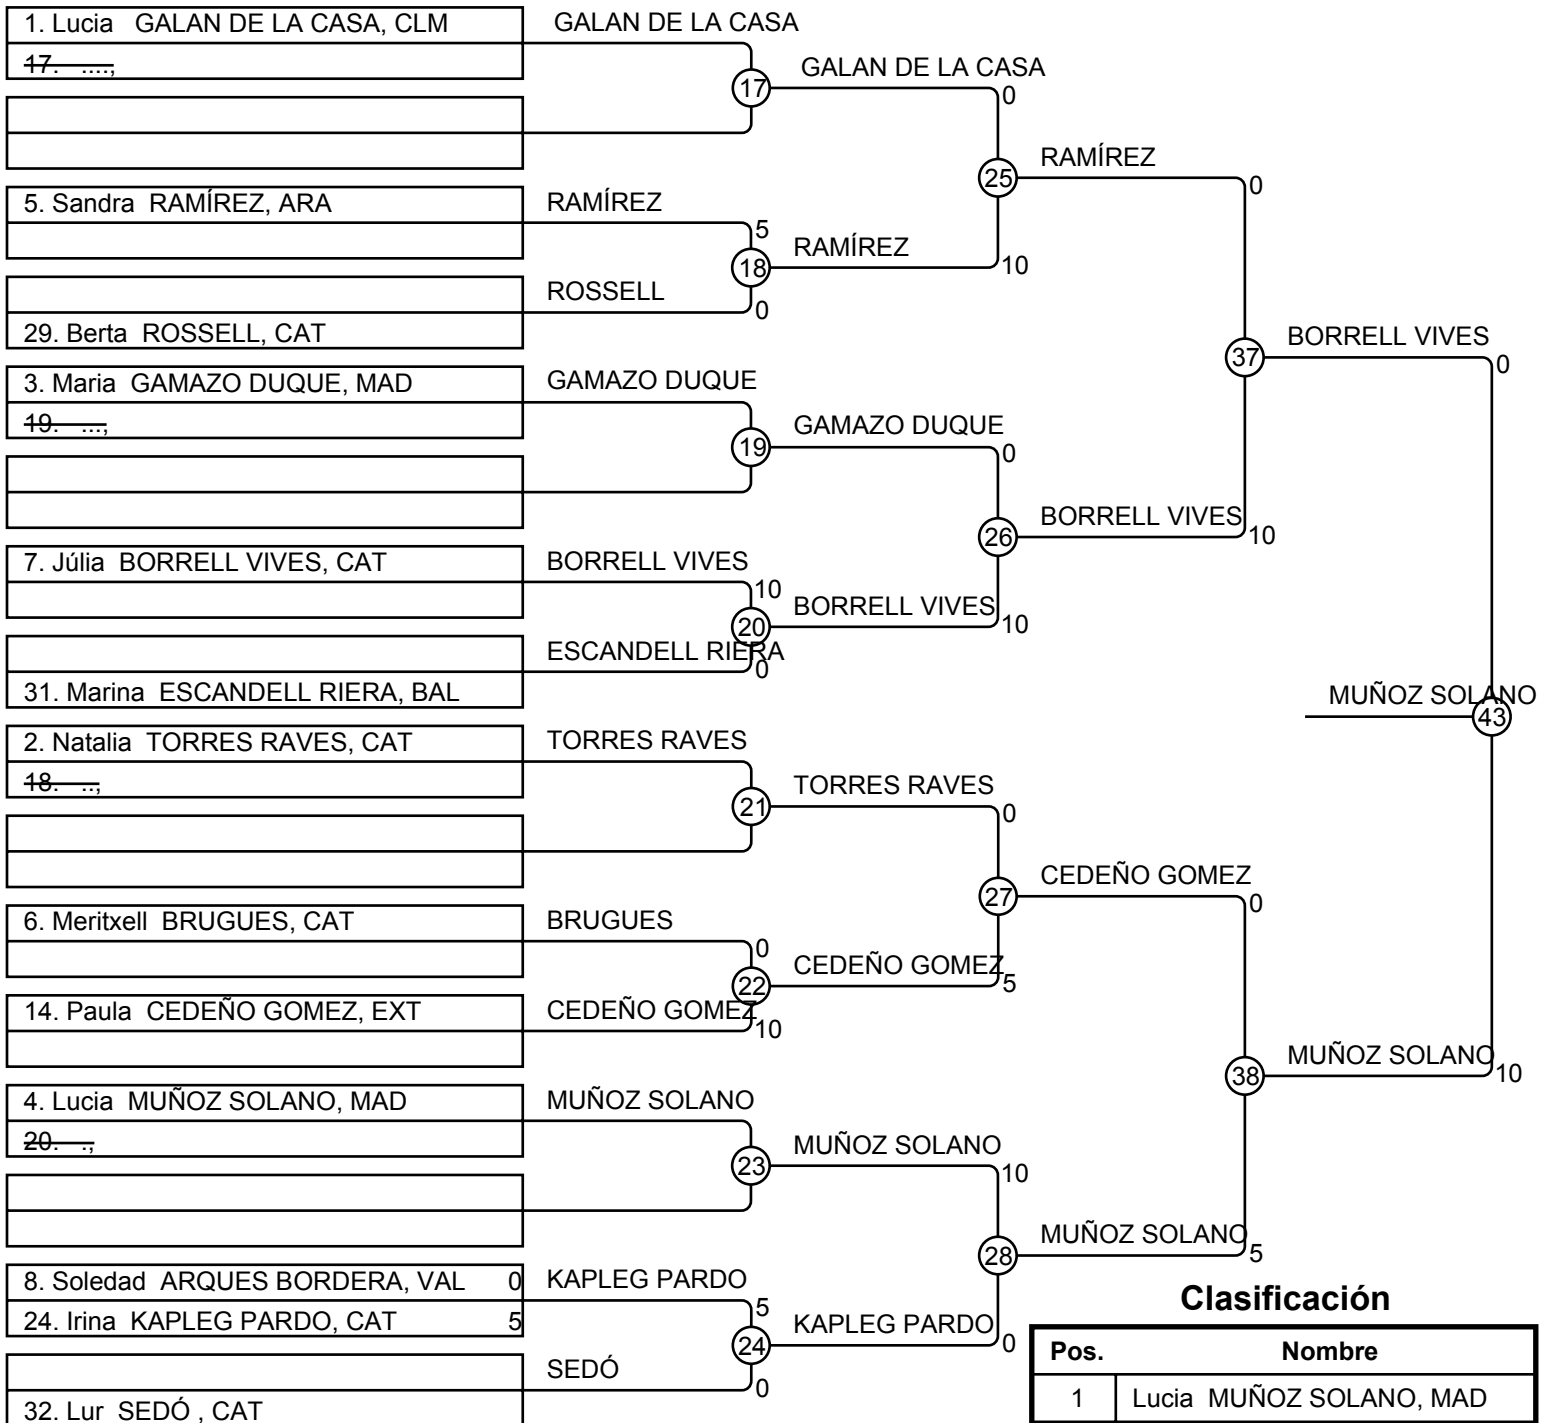 1. Lucia GALAN DE LA CASA, CLM
17. ....,
GALAN DE LA CASA
17
GALAN DE LA CASA
0
5. Sandra RAMÍREZ, ARA
RAMÍREZ
5
18
RAMÍREZ
10
ROSSELL
0
29. Berta ROSSELL, CAT
25
RAMÍREZ
0
3. Maria GAMAZO DUQUE, MAD
19. ...,
GAMAZO DUQUE
19
GAMAZO DUQUE
0
7. Júlia BORRELL VIVES, CAT
BORRELL VIVES
10
20
BORRELL VIVES
10
ESCANDELL RIERA
0
31. Marina ESCANDELL RIERA, BAL
26
BORRELL VIVES
10
37
BORRELL VIVES
0
2. Natalia TORRES RAVES, CAT
18. ..,
TORRES RAVES
21
TORRES RAVES
0
6. Meritxell BRUGUES, CAT
BRUGUES
0
22
CEDEÑO GOMEZ
5
14. Paula CEDEÑO GOMEZ, EXT
CEDEÑO GOMEZ
10
27
CEDEÑO GOMEZ
0
4. Lucia MUÑOZ SOLANO, MAD
20. .,
MUÑOZ SOLANO
23
MUÑOZ SOLANO
10
8. Soledad ARQUES BORDERA, VAL 0
24. Irina KAPLEG PARDO, CAT 5
KAPLEG PARDO
5
24
KAPLEG PARDO
0
SEDÓ
0
32. Lur SEDÓ , CAT
28
MUÑOZ SOLANO
5
38
MUÑOZ SOLANO
10
MUÑOZ SOLANO
43
Clasificación
Pos. Nombre
1 Lucia MUÑOZ SOLANO, MAD